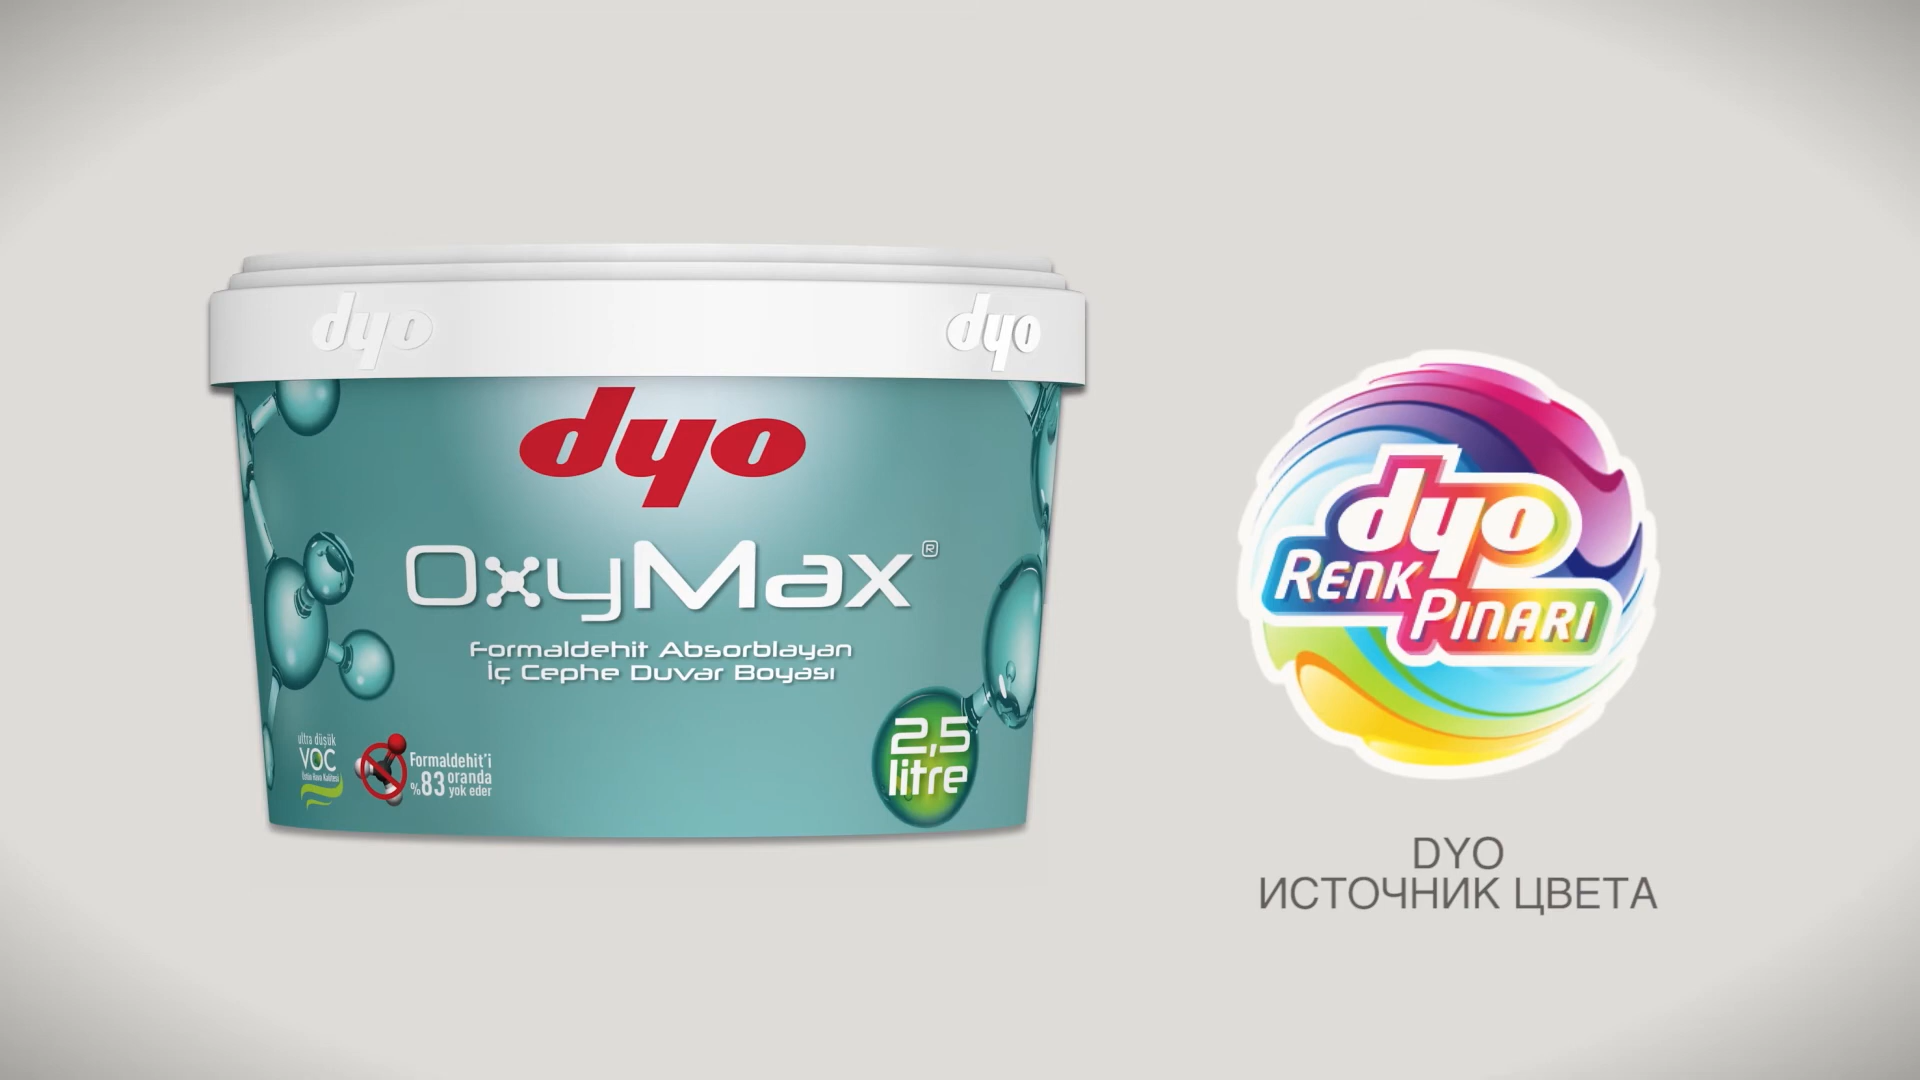 dyo
dyo
dyo
OxyMax®
Formaldehit Absorblayan
İç Cephe Duvar Boyası
ultra düşük
VOC
Formaldehit'i
%83 oranda
yok eder
2,5
litre
dyo
RENK
PINARI
DYO
ИСТОЧНИК ЦВЕТА